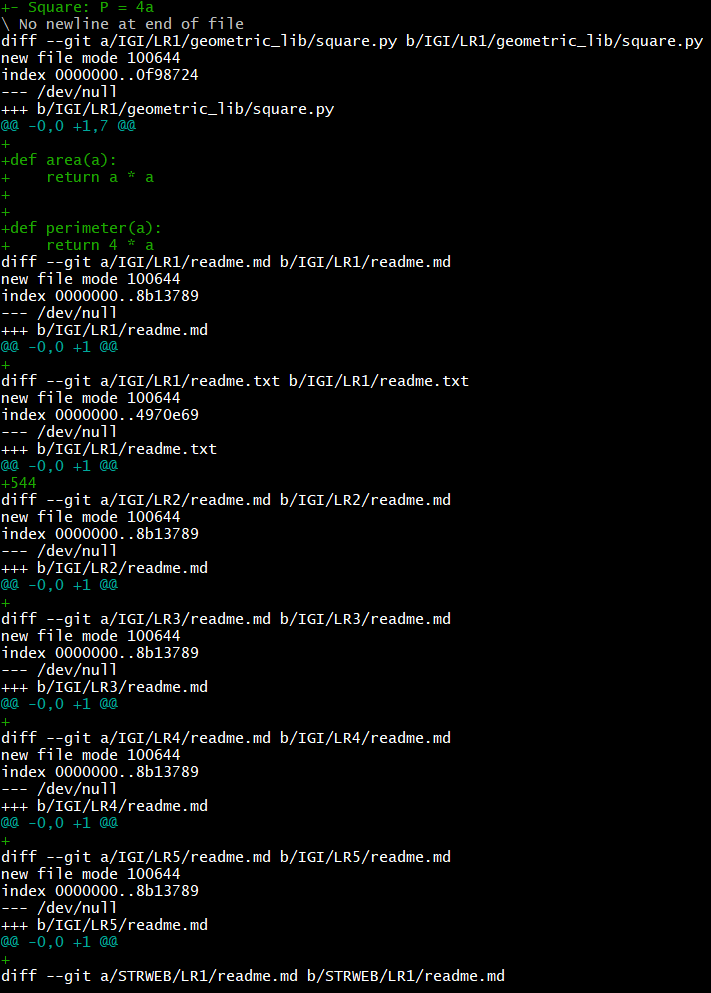 +- Square: P = 4a
\ No newline at end of file
diff --git a/IGI/LR1/geometric_lib/square.py b/IGI/LR1/geometric_lib/square.py
new file mode 100644
index 0000000..0f98724
--- /dev/null
+++ b/IGI/LR1/geometric_lib/square.py
@@ -0,0 +1,7 @@
+
+def area(a):
+    return a * a
+
+
+def perimeter(a):
+    return 4 * a
diff --git a/IGI/LR1/readme.md b/IGI/LR1/readme.md
new file mode 100644
index 0000000..8b13789
--- /dev/null
+++ b/IGI/LR1/readme.md
@@ -0,0 +1 @@
+
diff --git a/IGI/LR1/readme.txt b/IGI/LR1/readme.txt
new file mode 100644
index 0000000..4970e69
--- /dev/null
+++ b/IGI/LR1/readme.txt
@@ -0,0 +1 @@
+544
diff --git a/IGI/LR2/readme.md b/IGI/LR2/readme.md
new file mode 100644
index 0000000..8b13789
--- /dev/null
+++ b/IGI/LR2/readme.md
@@ -0,0 +1 @@
+
diff --git a/IGI/LR3/readme.md b/IGI/LR3/readme.md
new file mode 100644
index 0000000..8b13789
--- /dev/null
+++ b/IGI/LR3/readme.md
@@ -0,0 +1 @@
+
diff --git a/IGI/LR4/readme.md b/IGI/LR4/readme.md
new file mode 100644
index 0000000..8b13789
--- /dev/null
+++ b/IGI/LR4/readme.md
@@ -0,0 +1 @@
+
diff --git a/IGI/LR5/readme.md b/IGI/LR5/readme.md
new file mode 100644
index 0000000..8b13789
--- /dev/null
+++ b/IGI/LR5/readme.md
@@ -0,0 +1 @@
+
diff --git a/STRWEB/LR1/readme.md b/STRWEB/LR1/readme.md